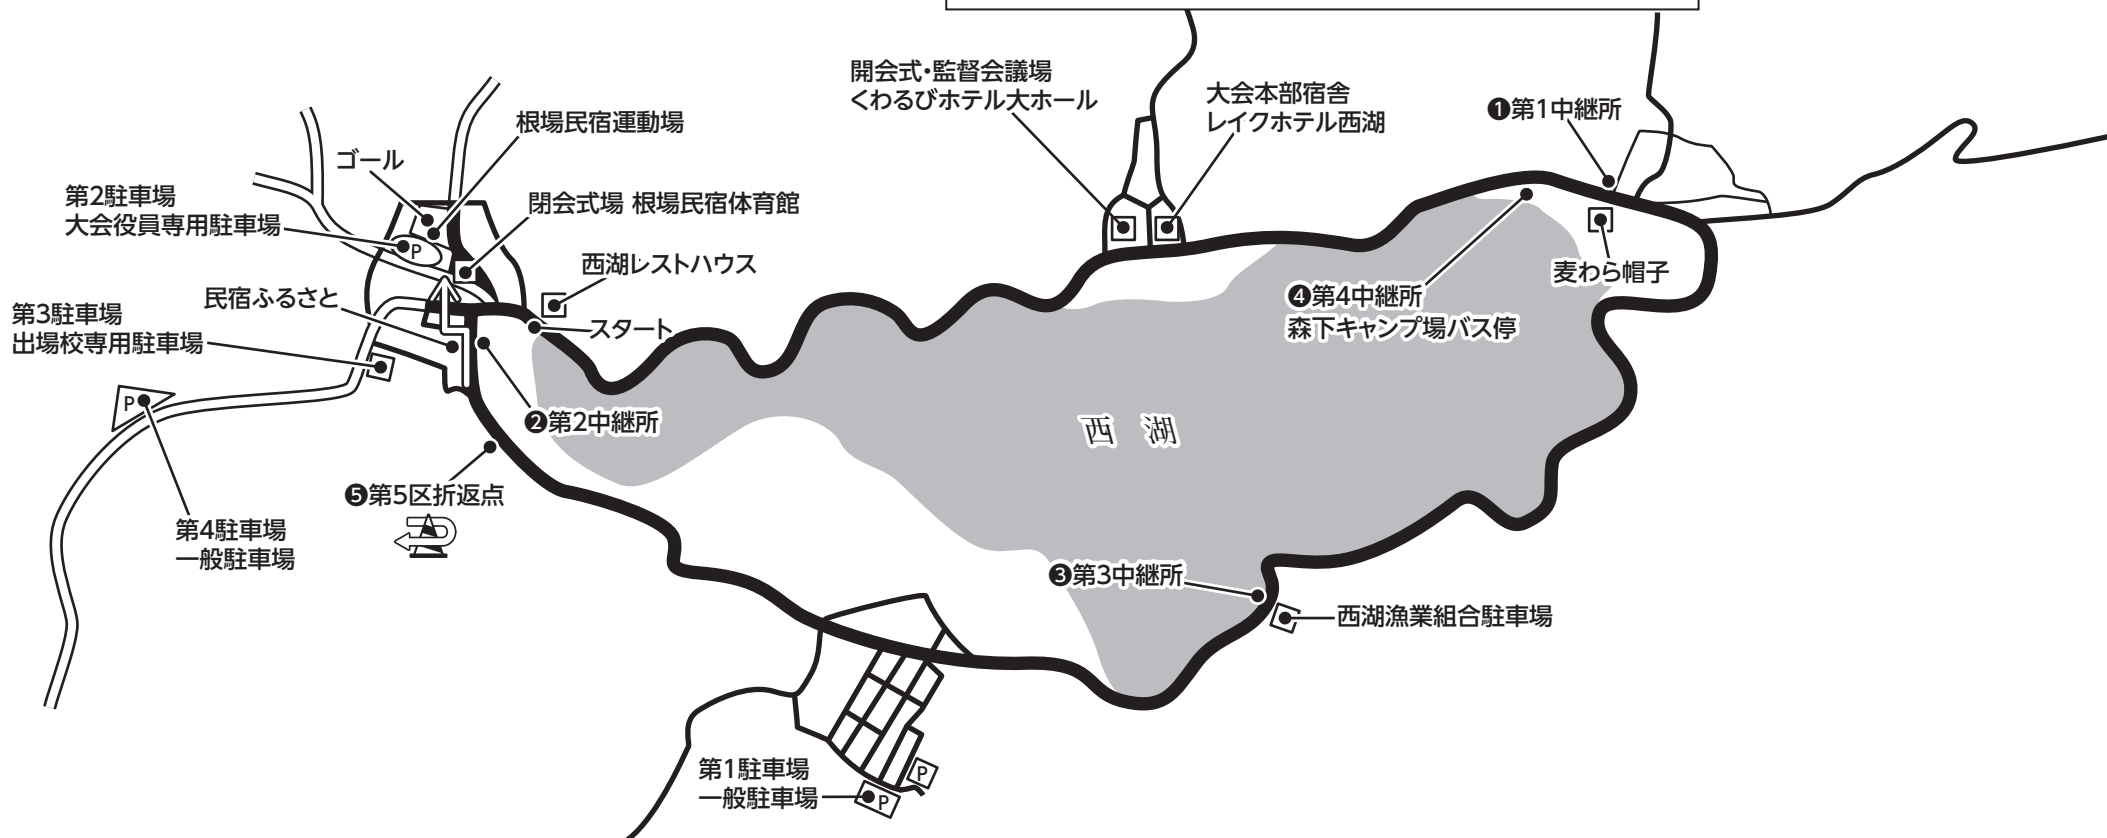 開会式・監督会議場
くわるびホテル大ホール
大会本部宿舎
レイクホテル西湖
❶第1中継所
根場民宿運動場
ゴール
第2駐車場
大会役員専用駐車場
P
閉会式場 根場民宿体育館
西湖レストハウス
麦わら帽子
民宿ふるさと
第3駐車場
出場校専用駐車場
スタート
❹第4中継所
森下キャンプ場バス停
P
❷第2中継所
西 湖
❺第5区折返点
第4駐車場
一般駐車場
❸第3中継所
西湖漁業組合駐車場
第1駐車場
一般駐車場
P
P